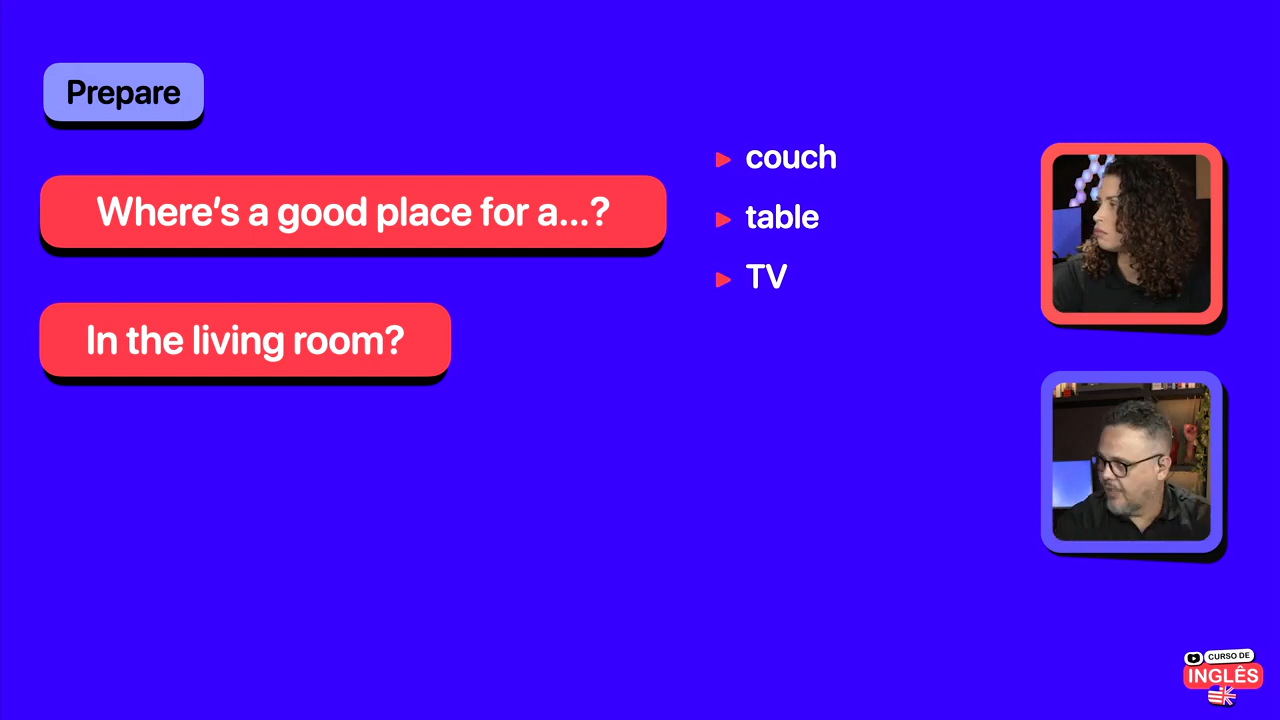 Prepare
Where's a good place for a...?
couch
table
TV
In the living room?
CURSO DE
INGLÊS